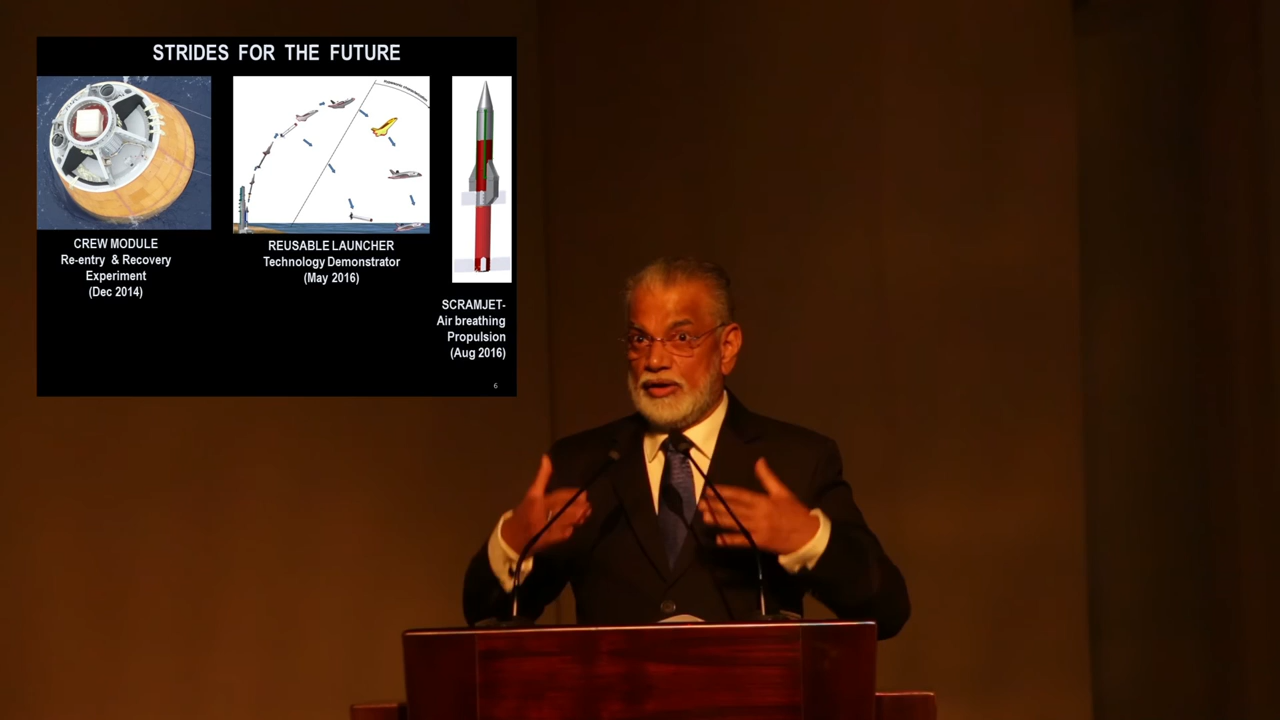 STRIDES FOR THE FUTURE
CREW MODULE
Re-entry & Recovery
Experiment
(Dec 2014)
REUSABLE LAUNCHER
Technology Demonstrator
(May 2016)
SCRAMJET-
Air breathing
Propulsion
(Aug 2016)
6